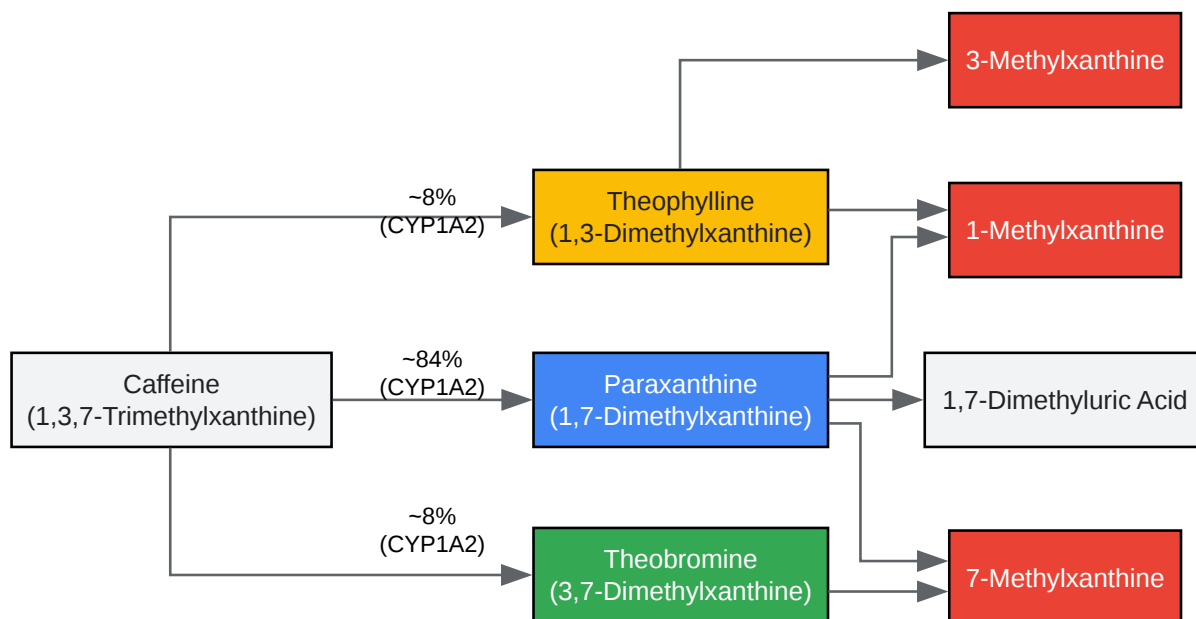 3-Methylxanthine
~8%
(CYP1A2)
Theophylline
(1,3-Dimethylxanthine)
1-Methylxanthine
Caffeine
(1,3,7-Trimethylxanthine)
~84%
(CYP1A2)
Paraxanthine
(1,7-Dimethylxanthine)
1,7-Dimethyluric Acid
~8%
(CYP1A2)
Theobromine
(3,7-Dimethylxanthine)
7-Methylxanthine